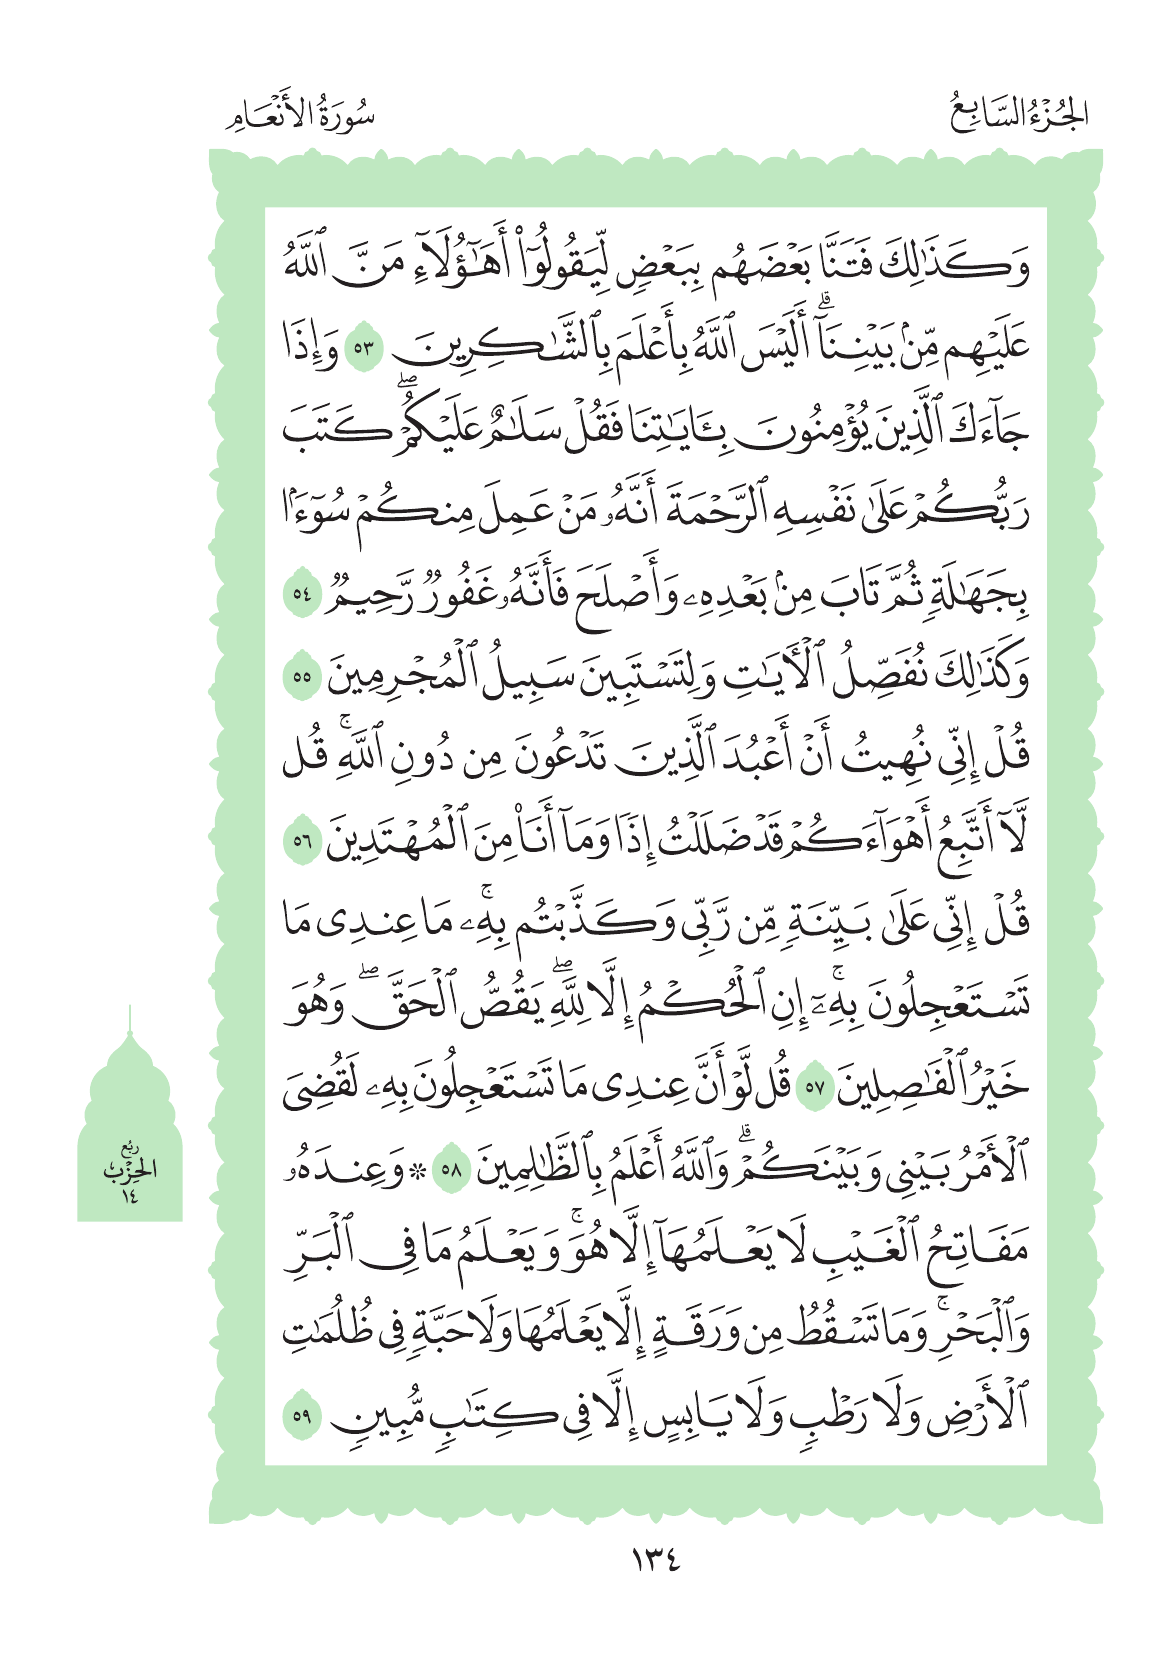 الجُزْءُ السَّابِعُ
سُورَةُ الأَنْعَامِ
وَكَذَٰلِكَ فَتَنَّا بَعْضَهُم بِبَعْضٖ لِّيَقُولُوٓاْ أَهَٰٓؤُلَآءِ مَنَّ ٱللَّهُ
عَلَيْهِم مِّنۢ بَيْنِنَآۗ أَلَيْسَ ٱللَّهُ بِأَعْلَمَ بِٱلشَّٰكِرِينَ ٥٣ وَإِذَا
جَآءَكَ ٱلَّذِينَ يُؤْمِنُونَ بِـَٔايَٰتِنَا فَقُلْ سَلَٰمٌ عَلَيْكُمْۖ كَتَبَ
رَبُّكُمْ عَلَىٰ نَفْسِهِ ٱلرَّحْمَةَ أَنَّهُۥ مَنْ عَمِلَ مِنكُمْ سُوٓءَۢا
بِجَهَٰلَةٖ ثُمَّ تَابَ مِنۢ بَعْدِهِۦ وَأَصْلَحَ فَأَنَّهُۥ غَفُورٞ رَّحِيمٞ ٥٤
وَكَذَٰلِكَ نُفَصِّلُ ٱلْأٓيَٰتِ وَلِتَسْتَبِينَ سَبِيلُ ٱلْمُجْرِمِينَ ٥٥
قُلْ إِنِّي نُهِيتُ أَنْ أَعْبُدَ ٱلَّذِينَ تَدْعُونَ مِن دُونِ ٱللَّهِۚ قُل
لَّآ أَتَّبِعُ أَهْوَآءَكُمْ قَدْ ضَلَلْتُ إِذٗا وَمَآ أَنَا۠ مِنَ ٱلْمُهْتَدِينَ ٥٦
قُلْ إِنِّي عَلَىٰ بَيِّنَةٖ مِّن رَّبِّي وَكَذَّبْتُم بِهِۦۚ مَا عِندِي مَا
تَسْتَعْجِلُونَ بِهِۦٓۚ إِنِ ٱلْحُكْمُ إِلَّا لِلَّهِۖ يَقُصُّ ٱلْحَقَّۖ وَهُوَ
خَيْرُ ٱلْفَٰصِلِينَ ٥٧ قُل لَّوْ أَنَّ عِندِي مَا تَسْتَعْجِلُونَ بِهِۦ لَقُضِيَ
ٱلْأَمْرُ بَيْنِي وَبَيْنَكُمْۗ وَٱللَّهُ أَعْلَمُ بِٱلظَّٰلِمِينَ ٥٨ ۞ وَعِندَهُۥ
مَفَاتِحُ ٱلْغَيْبِ لَا يَعْلَمُهَآ إِلَّا هُوَۚ وَيَعْلَمُ مَا فِي ٱلْبَرِّ
وَٱلْبَحْرِۚ وَمَا تَسْقُطُ مِن وَرَقَةٍ إِلَّا يَعْلَمُهَا وَلَا حَبَّةٖ فِي ظُلُمَٰتِ
ٱلْأَرْضِ وَلَا رَطْبٖ وَلَا يَابِسٍ إِلَّا فِي كِتَٰبٖ مُّبِينٖ ٥٩
رُبْع
الحِزْب
١٤
١٣٤